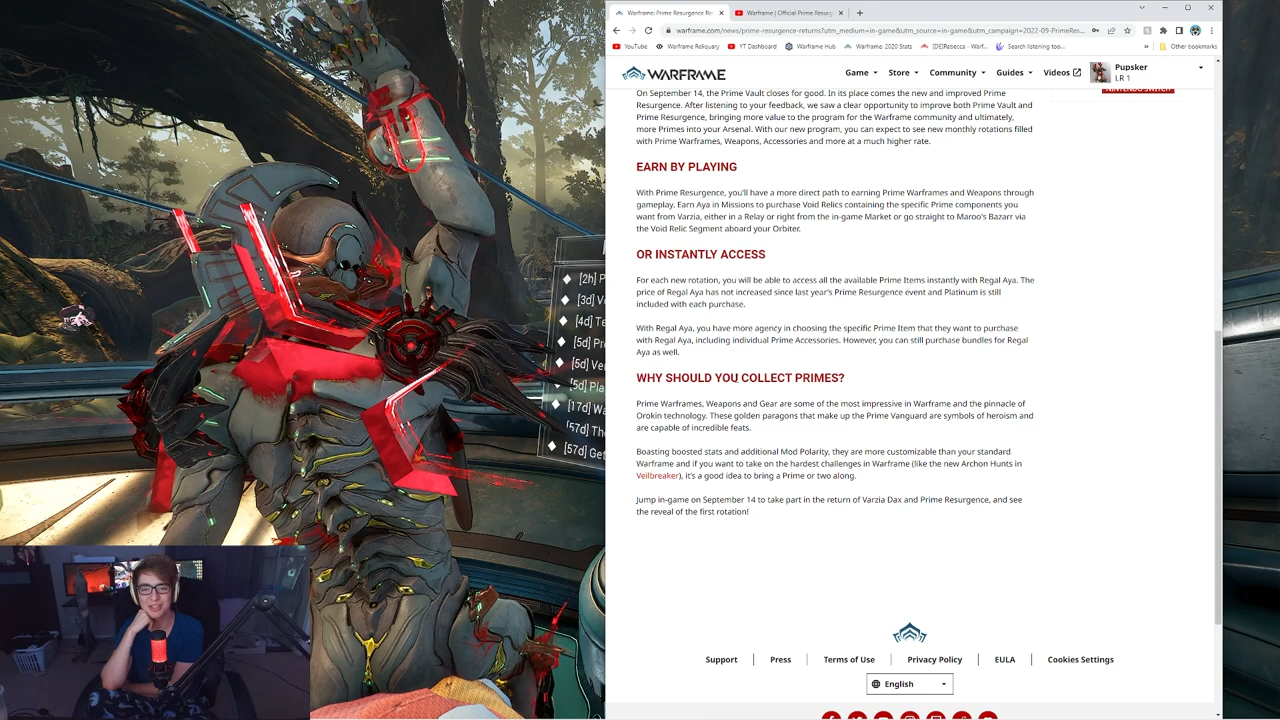 [2h] P
[3d] V
[4d] Te
[5d] Pr
[5d] Ver
[5d] Pla
[17d] Wa
[57d] Th
[57d] Get
Warframe: Prime Resurgence Re
Warframe | Official Prime Resurg
warframe.com/news/prime-resurgence-returns?utm_medium=in-game&utm_source=in-game&utm_campaign=2022-09-PrimeRes...
YouTube
Warframe Reliquary
YT Dashboard
Warframe Hub
Warframe: 2020 Stats
[DE]Rebecca - Warf...
Search listening too...
»
Other bookmarks
WARFRAME
Game
Store
Community
Guides
Videos
Pupsker
LR 1
NINTENDO SWITCH
On September 14, the Prime Vault closes for good. In its place comes the new and improved Prime
Resurgence. After listening to your feedback, we saw a clear opportunity to improve both Prime Vault and
Prime Resurgence, bringing more value to the program for the Warframe community and ultimately,
more Primes into your Arsenal. With our new program, you can expect to see new monthly rotations filled
with Prime Warframes, Weapons, Accessories and more at a much higher rate.
EARN BY PLAYING
With Prime Resurgence, you'll have a more direct path to earning Prime Warframes and Weapons through
gameplay. Earn Aya in Missions to purchase Void Relics containing the specific Prime components you
want from Varzia, either in a Relay or right from the in-game Market or go straight to Maroo's Bazarr via
the Void Relic Segment aboard your Orbiter.
OR INSTANTLY ACCESS
For each new rotation, you will be able to access all the available Prime Items instantly with Regal Aya. The
price of Regal Aya has not increased since last year's Prime Resurgence event and Platinum is still
included with each purchase.
With Regal Aya, you have more agency in choosing the specific Prime Item that they want to purchase
with Regal Aya, including individual Prime Accessories. However, you can still purchase bundles for Regal
Aya as well.
WHY SHOULD YOU COLLECT PRIMES?
Prime Warframes, Weapons and Gear are some of the most impressive in Warframe and the pinnacle of
Orokin technology. These golden paragons that make up the Prime Vanguard are symbols of heroism and
are capable of incredible feats.
Boasting boosted stats and additional Mod Polarity, they are more customizable than your standard
Warframe and if you want to take on the hardest challenges in Warframe (like the new Archon Hunts in
Veilbreaker), it's a good idea to bring a Prime or two along.
Jump in-game on September 14 to take part in the return of Varzia Dax and Prime Resurgence, and see
the reveal of the first rotation!
Support
Press
Terms of Use
Privacy Policy
EULA
Cookies Settings
English